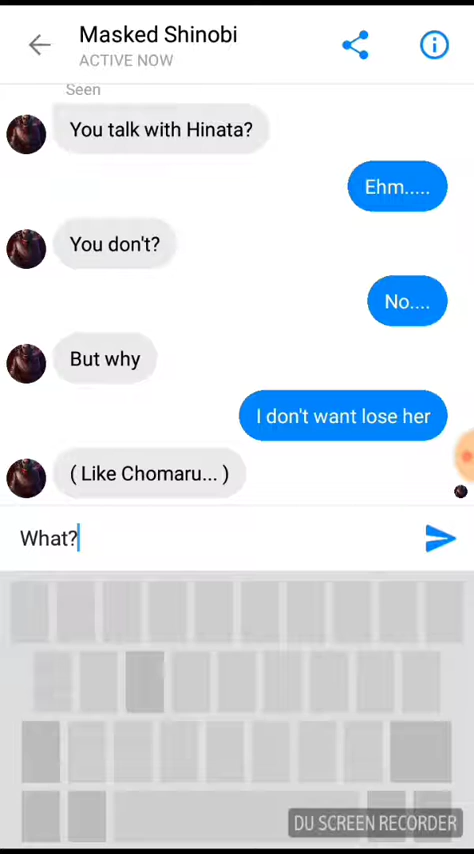 Masked Shinobi
ACTIVE NOW
Seen
You talk with Hinata?
Ehm.....
You don't?
No....
But why
I don't want lose her
( Like Chomaru... )
What?
DU SCREEN RECORDER